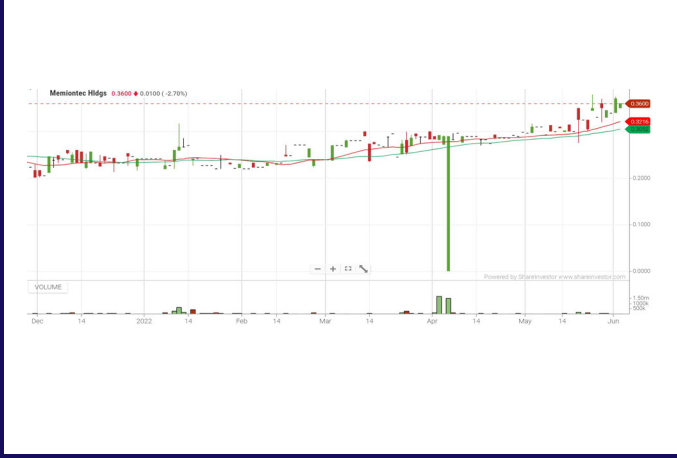 Memiontec Hldgs 0.3600 0.0100 ( -2.70%)
0.3600
0.3216
0.2000
0.1000
0.0000
Powered by ShareInvestor www.shareinvestor.com
VOLUME
1.50m
1000k
500k
Dec 14 2022 14 Feb 14 Mar 14 Apr 14 May 14 Jun